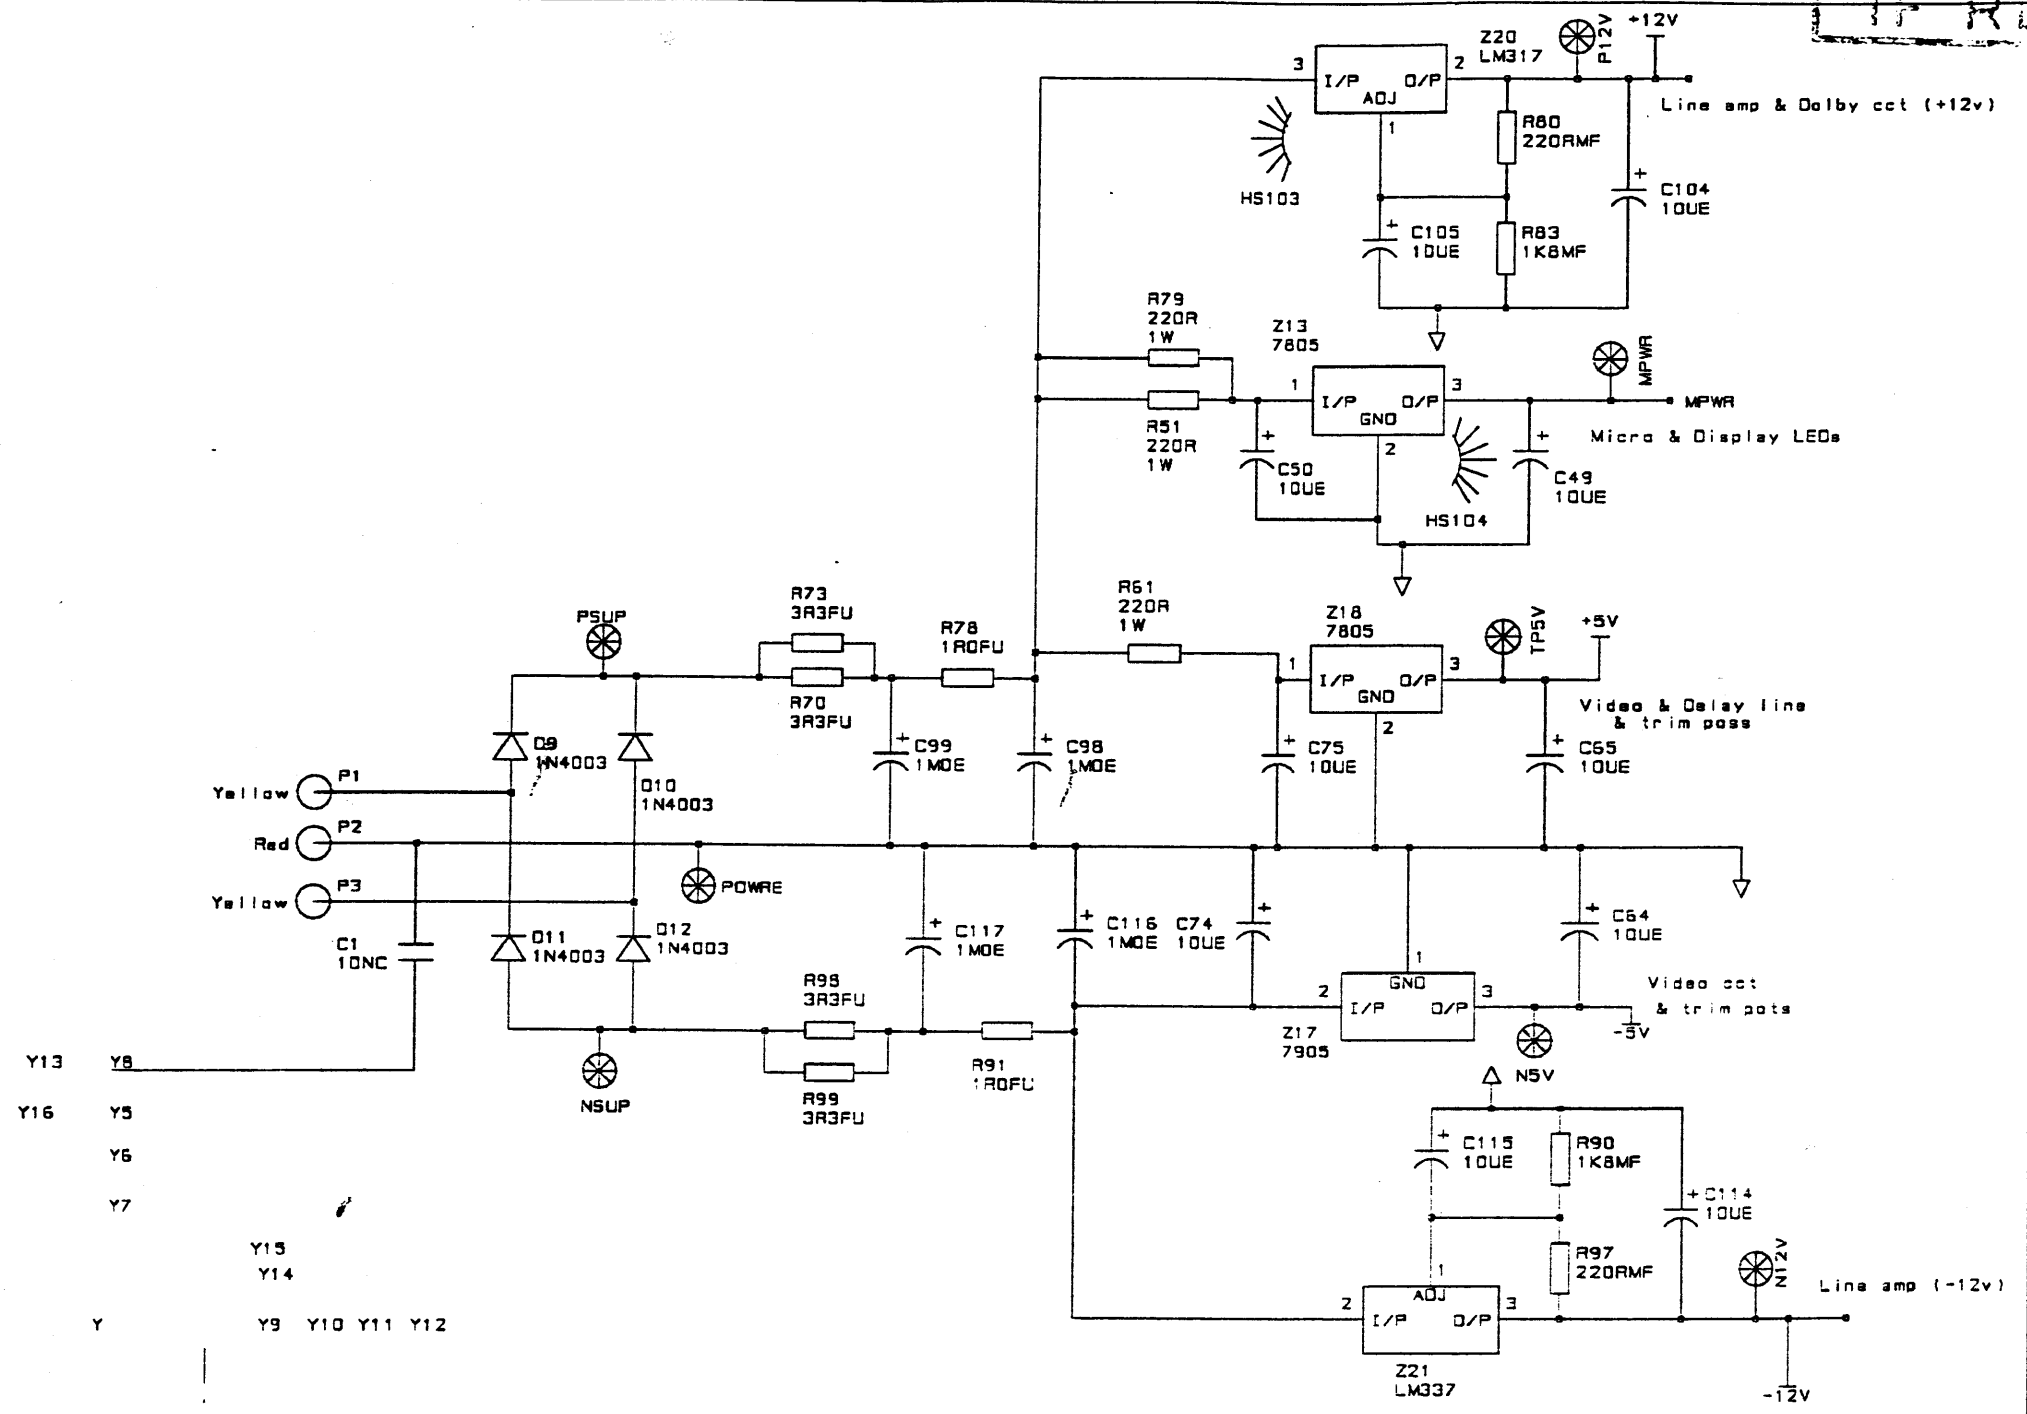 Z20
LM317
P12V
+12V
3
I/P
O/P
2
ADJ
1
Line amp & Dolby cct (+12v)
R80
220RMF
HS103
C104
10UE
C105
10UE
R83
1K8MF
R79
220R
1W
Z13
7805
MPWR
1
I/P
O/P
3
GND
MPWR
R51
220R
1W
2
Micro & Display LEDs
C50
10UE
C49
10UE
HS104
R73
3R3FU
R61
220R
1W
Z18
7805
TP5V
+5V
PSUP
R78
1R0FU
1
I/P
O/P
3
GND
R70
3R3FU
2
Video & Delay line
& trim poss
D9
1N4003
C99
1M0E
C98
1M0E
C75
10UE
C65
10UE
Yellow
P1
D10
1N4003
Red
P2
Yellow
P3
POWRE
C1
10NC
D11
1N4003
D12
1N4003
C117
1M0E
C116
1M0E
C74
10UE
C64
10UE
1
GND
2
I/P
O/P
3
Video cct
& trim pots
R98
3R3FU
Z17
7905
-5V
Y13
Y8
NSUP
R99
3R3FU
R91
1R0FU
N5V
Y16
Y5
Y6
Y7
C115
10UE
R90
1K8MF
C114
10UE
Y15
Y14
R97
220RMF
N12V
1
ADJ
2
I/P
O/P
3
Line amp (-12v)
Y
Y9
Y10
Y11
Y12
Z21
LM337
-12V